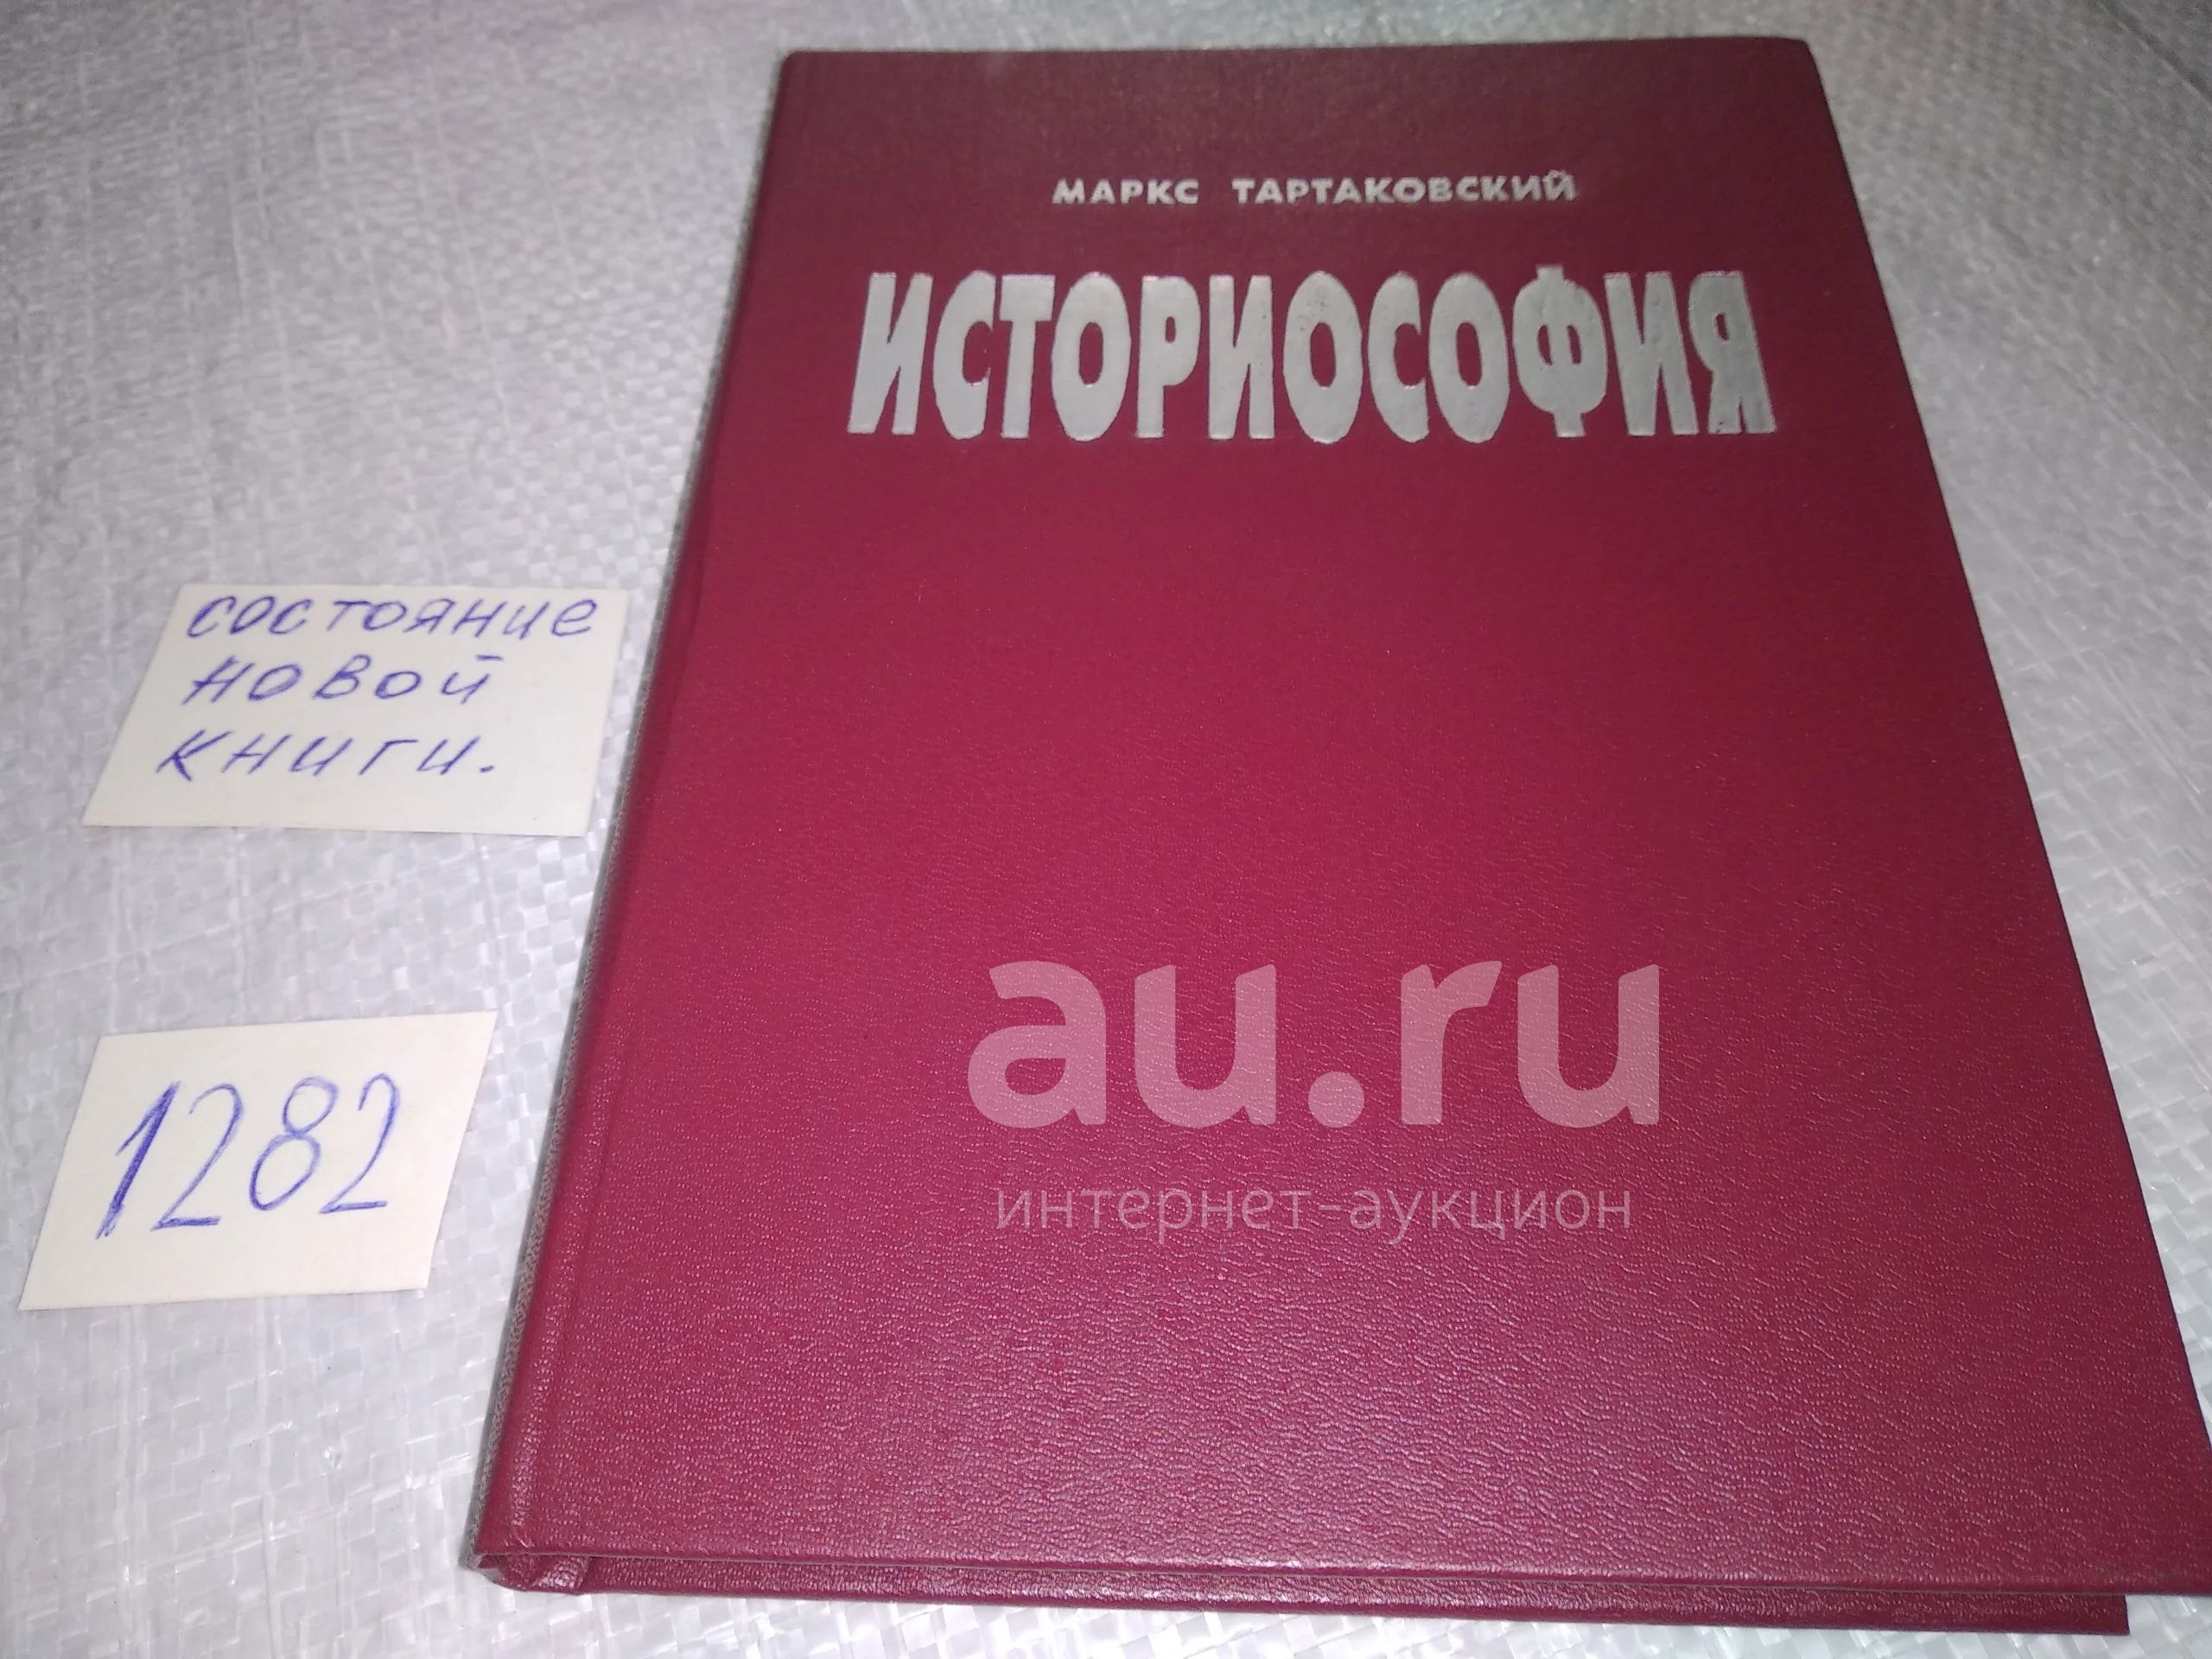 МАРКС ТАРТАКОВСКИЙ
ИСТОРИОСОФИЯ
состояние
новой
книги.
1282
au.ru
интернет-аукцион